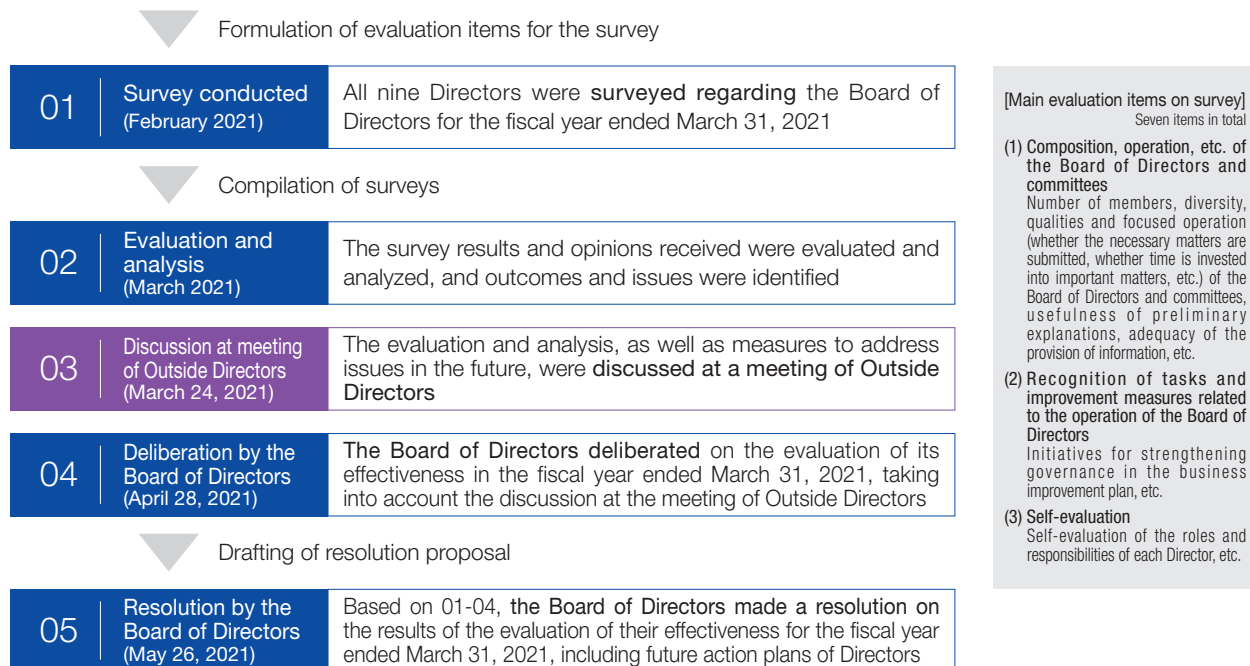 Formulation of evaluation items for the survey
01
Survey conducted
(February 2021)
All nine Directors were surveyed regarding the Board of
Directors for the fiscal year ended March 31, 2021
Compilation of surveys
02
Evaluation and
analysis
(March 2021)
The survey results and opinions received were evaluated and
analyzed, and outcomes and issues were identified
03
Discussion at meeting
of Outside Directors
(March 24, 2021)
The evaluation and analysis, as well as measures to address
issues in the future, were discussed at a meeting of Outside
Directors
04
Deliberation by the
Board of Directors
(April 28, 2021)
The Board of Directors deliberated on the evaluation of its
effectiveness in the fiscal year ended March 31, 2021, taking
into account the discussion at the meeting of Outside Directors
Drafting of resolution proposal
05
Resolution by the
Board of Directors
(May 26, 2021)
Based on 01-04, the Board of Directors made a resolution on
the results of the evaluation of their effectiveness for the fiscal year
ended March 31, 2021, including future action plans of Directors
[Main evaluation items on survey]
Seven items in total
(1) Composition, operation, etc. of
the Board of Directors and
committees
Number of members, diversity,
qualities and focused operation
(whether the necessary matters are
submitted, whether time is invested
into important matters, etc.) of the
Board of Directors and committees,
usefulness of preliminary
explanations, adequacy of the
provision of information, etc.
(2) Recognition of tasks and
improvement measures related
to the operation of the Board of
Directors
Initiatives for strengthening
governance in the business
improvement plan, etc.
(3) Self-evaluation
Self-evaluation of the roles and
responsibilities of each Director, etc.